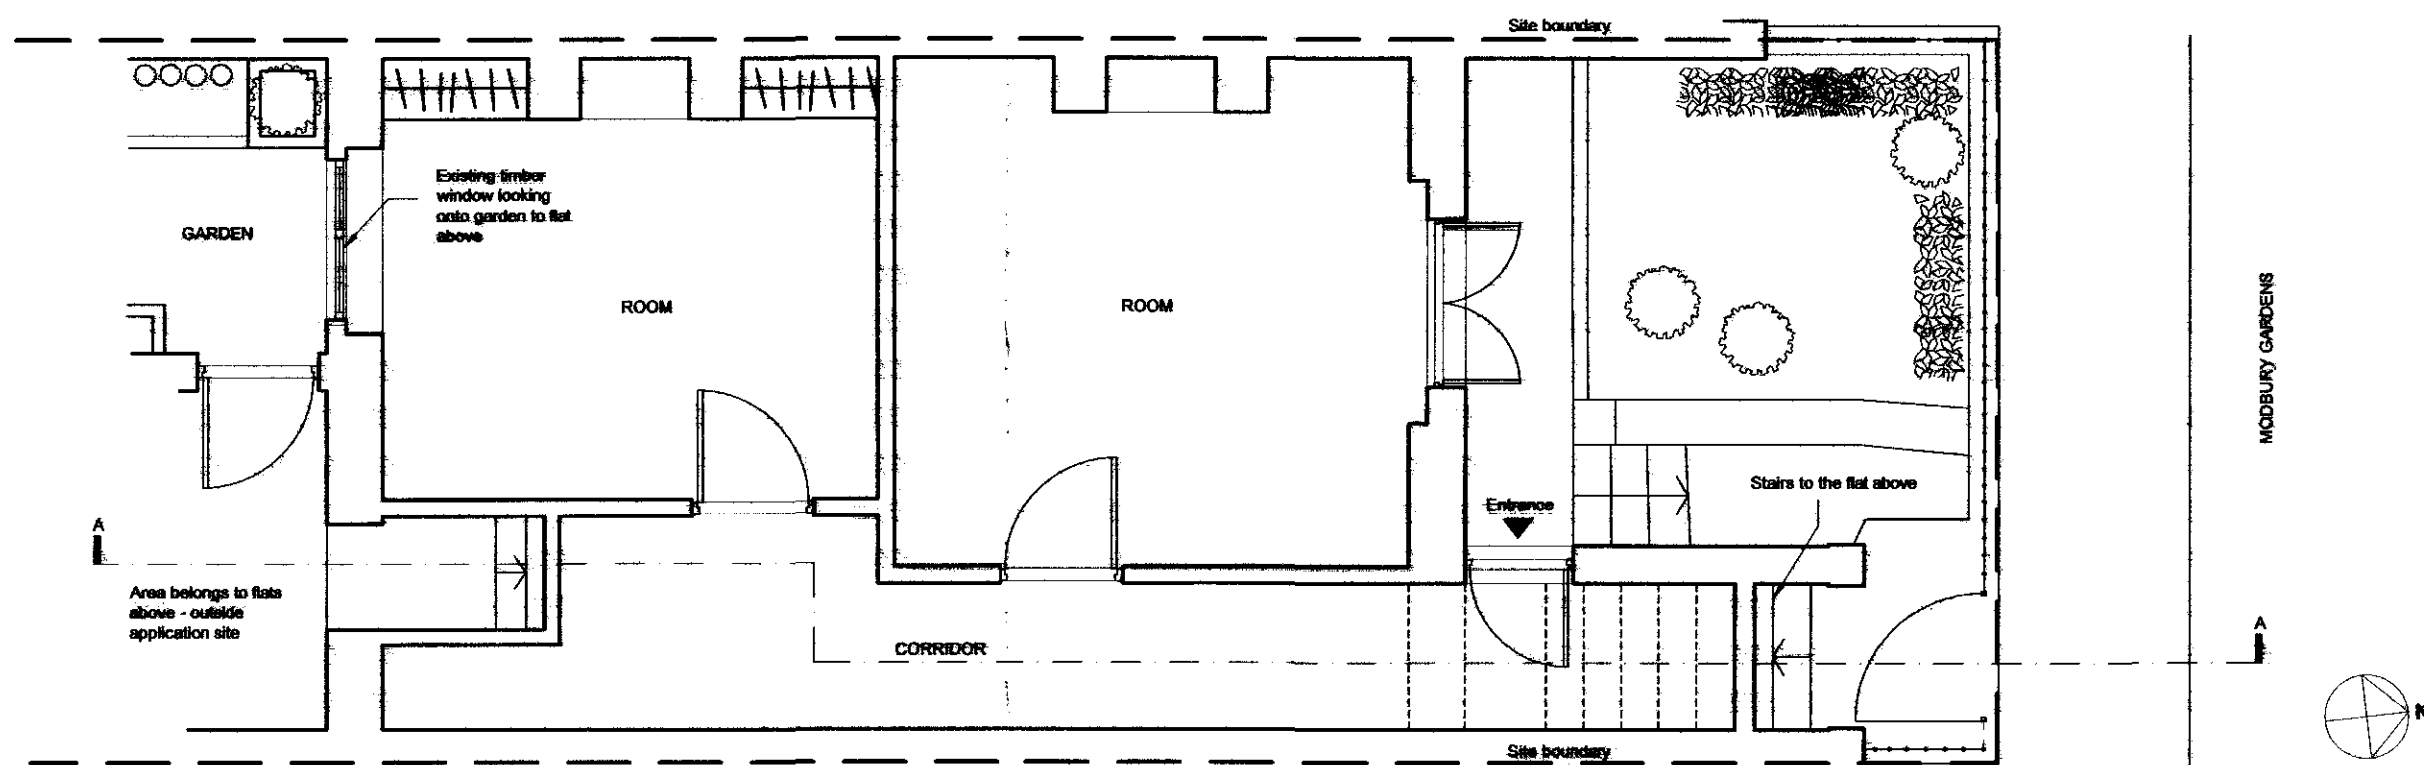 Site boundary
Existing timber
window looking
onto garden to flat
above
GARDEN
ROOM
ROOM
MODBURY GARDENS
Stairs to the flat above
Entrance
A
Area belongs to flats
above - outside
application site
CORRIDOR
A
N
Site boundary